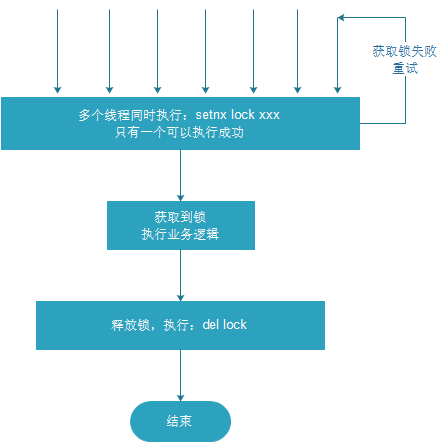 获取锁失败
重试
多个线程同时执行：setnx lock xxx
只有一个可以执行成功
获取到锁
执行业务逻辑
释放锁，执行：del lock
结束